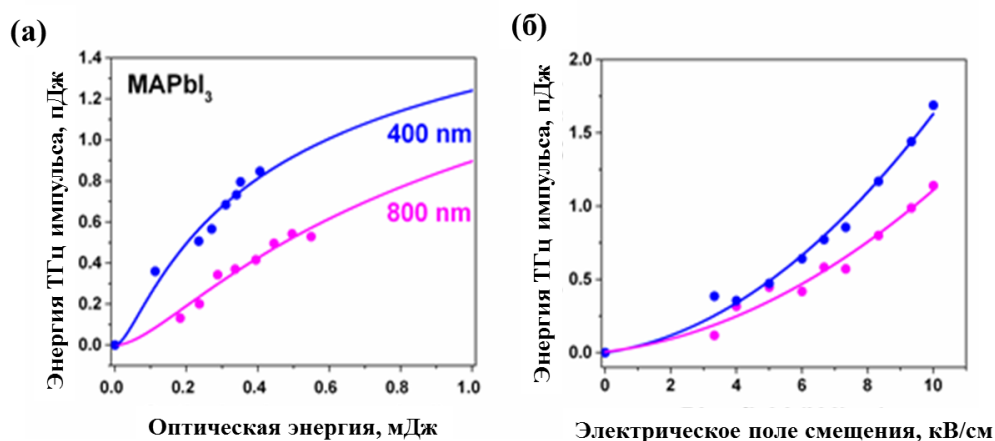 (а)
Энергия ТГц импульса, пДж
1.4
1.2
1.0
0.8
0.6
0.4
0.2
0.0
MAPbI3
400 nm
800 nm
0.0 0.2 0.4 0.6 0.8 1.0
Оптическая энергия, мДж
(б)
Энергия ТГц импульса, пДж
2.0
1.5
1.0
0.5
0.0
0 2 4 6 8 10
Электрическое поле смещения, кВ/см